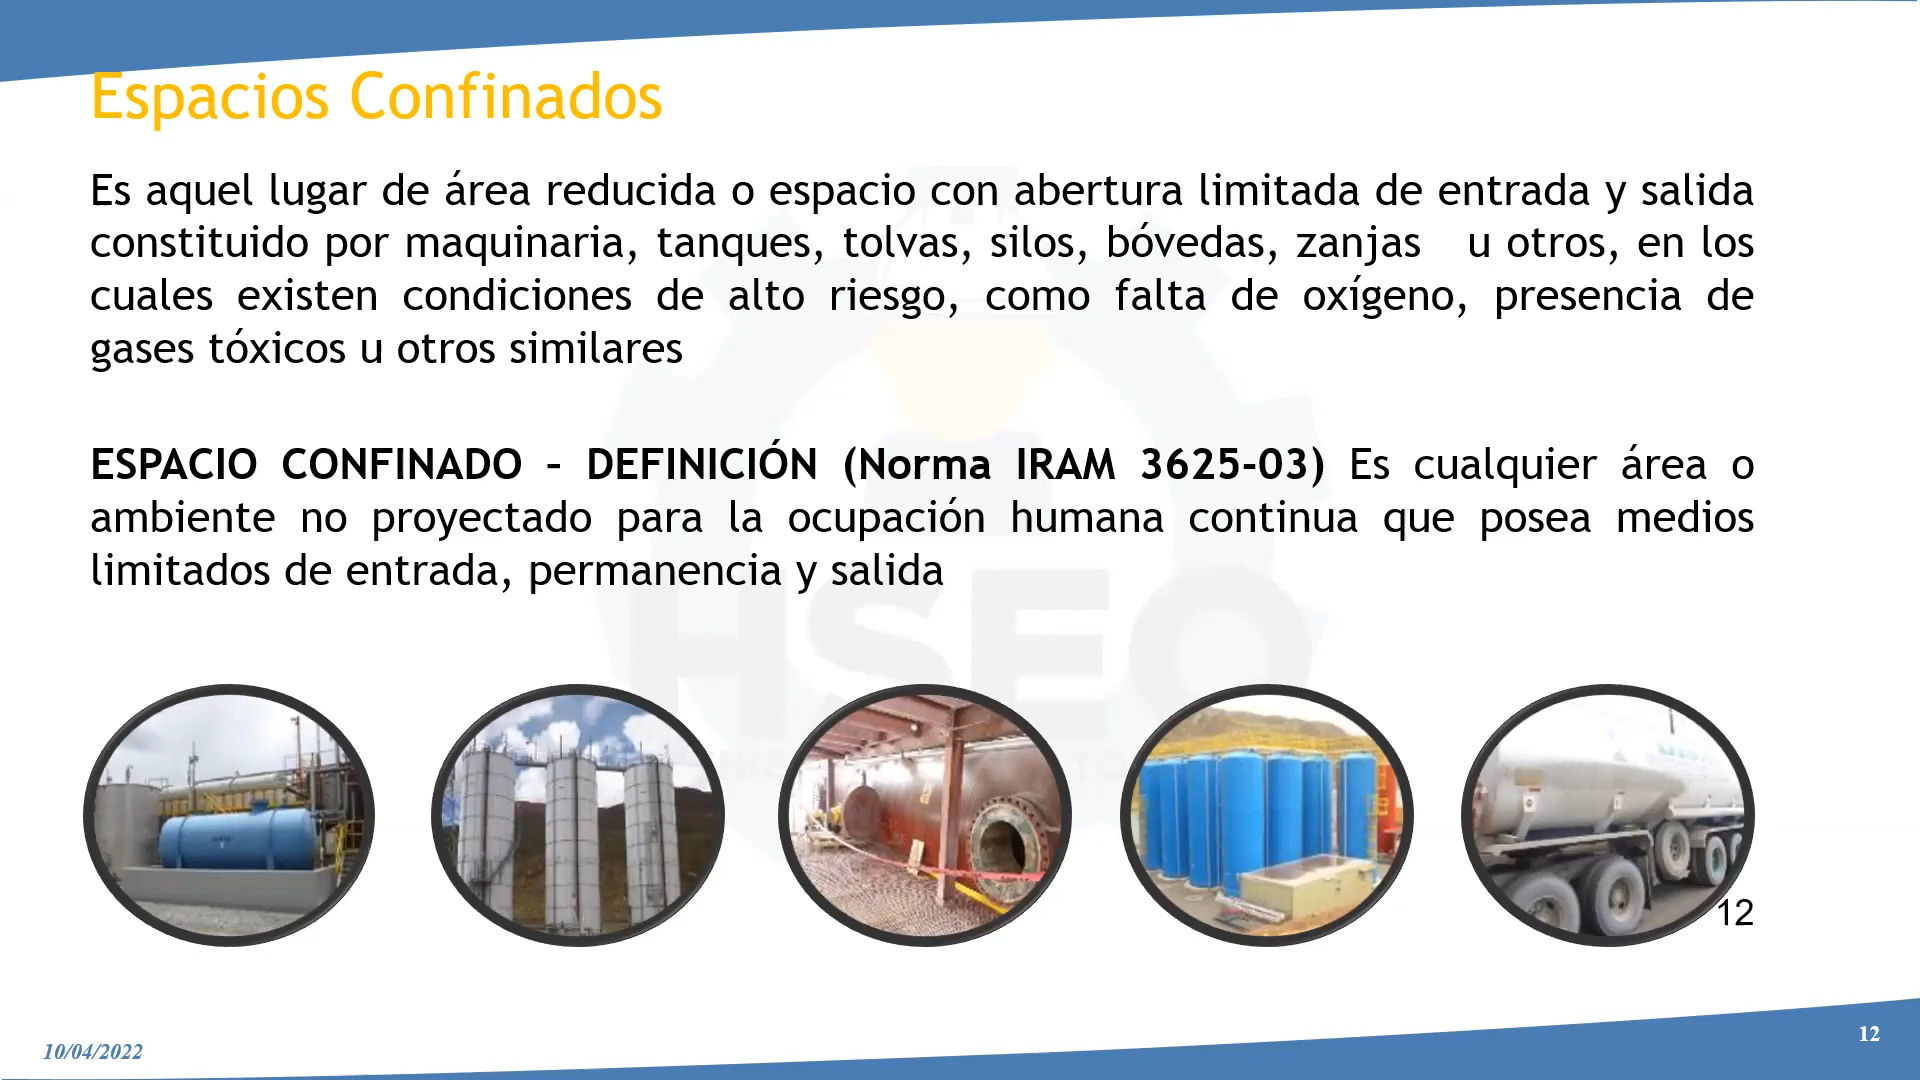 Espacios Confinados
Es aquel lugar de área reducida o espacio con abertura limitada de entrada y salida
constituido por maquinaria, tanques, tolvas, silos, bóvedas, zanjas u otros, en los
cuales existen condiciones de alto riesgo, como falta de oxígeno, presencia de
gases tóxicos u otros similares
ESPACIO CONFINADO – DEFINICIÓN (Norma IRAM 3625-03) Es cualquier área o
ambiente no proyectado para la ocupación humana continua que posea medios
limitados de entrada, permanencia y salida
HSEQ
12
10/04/2022
12